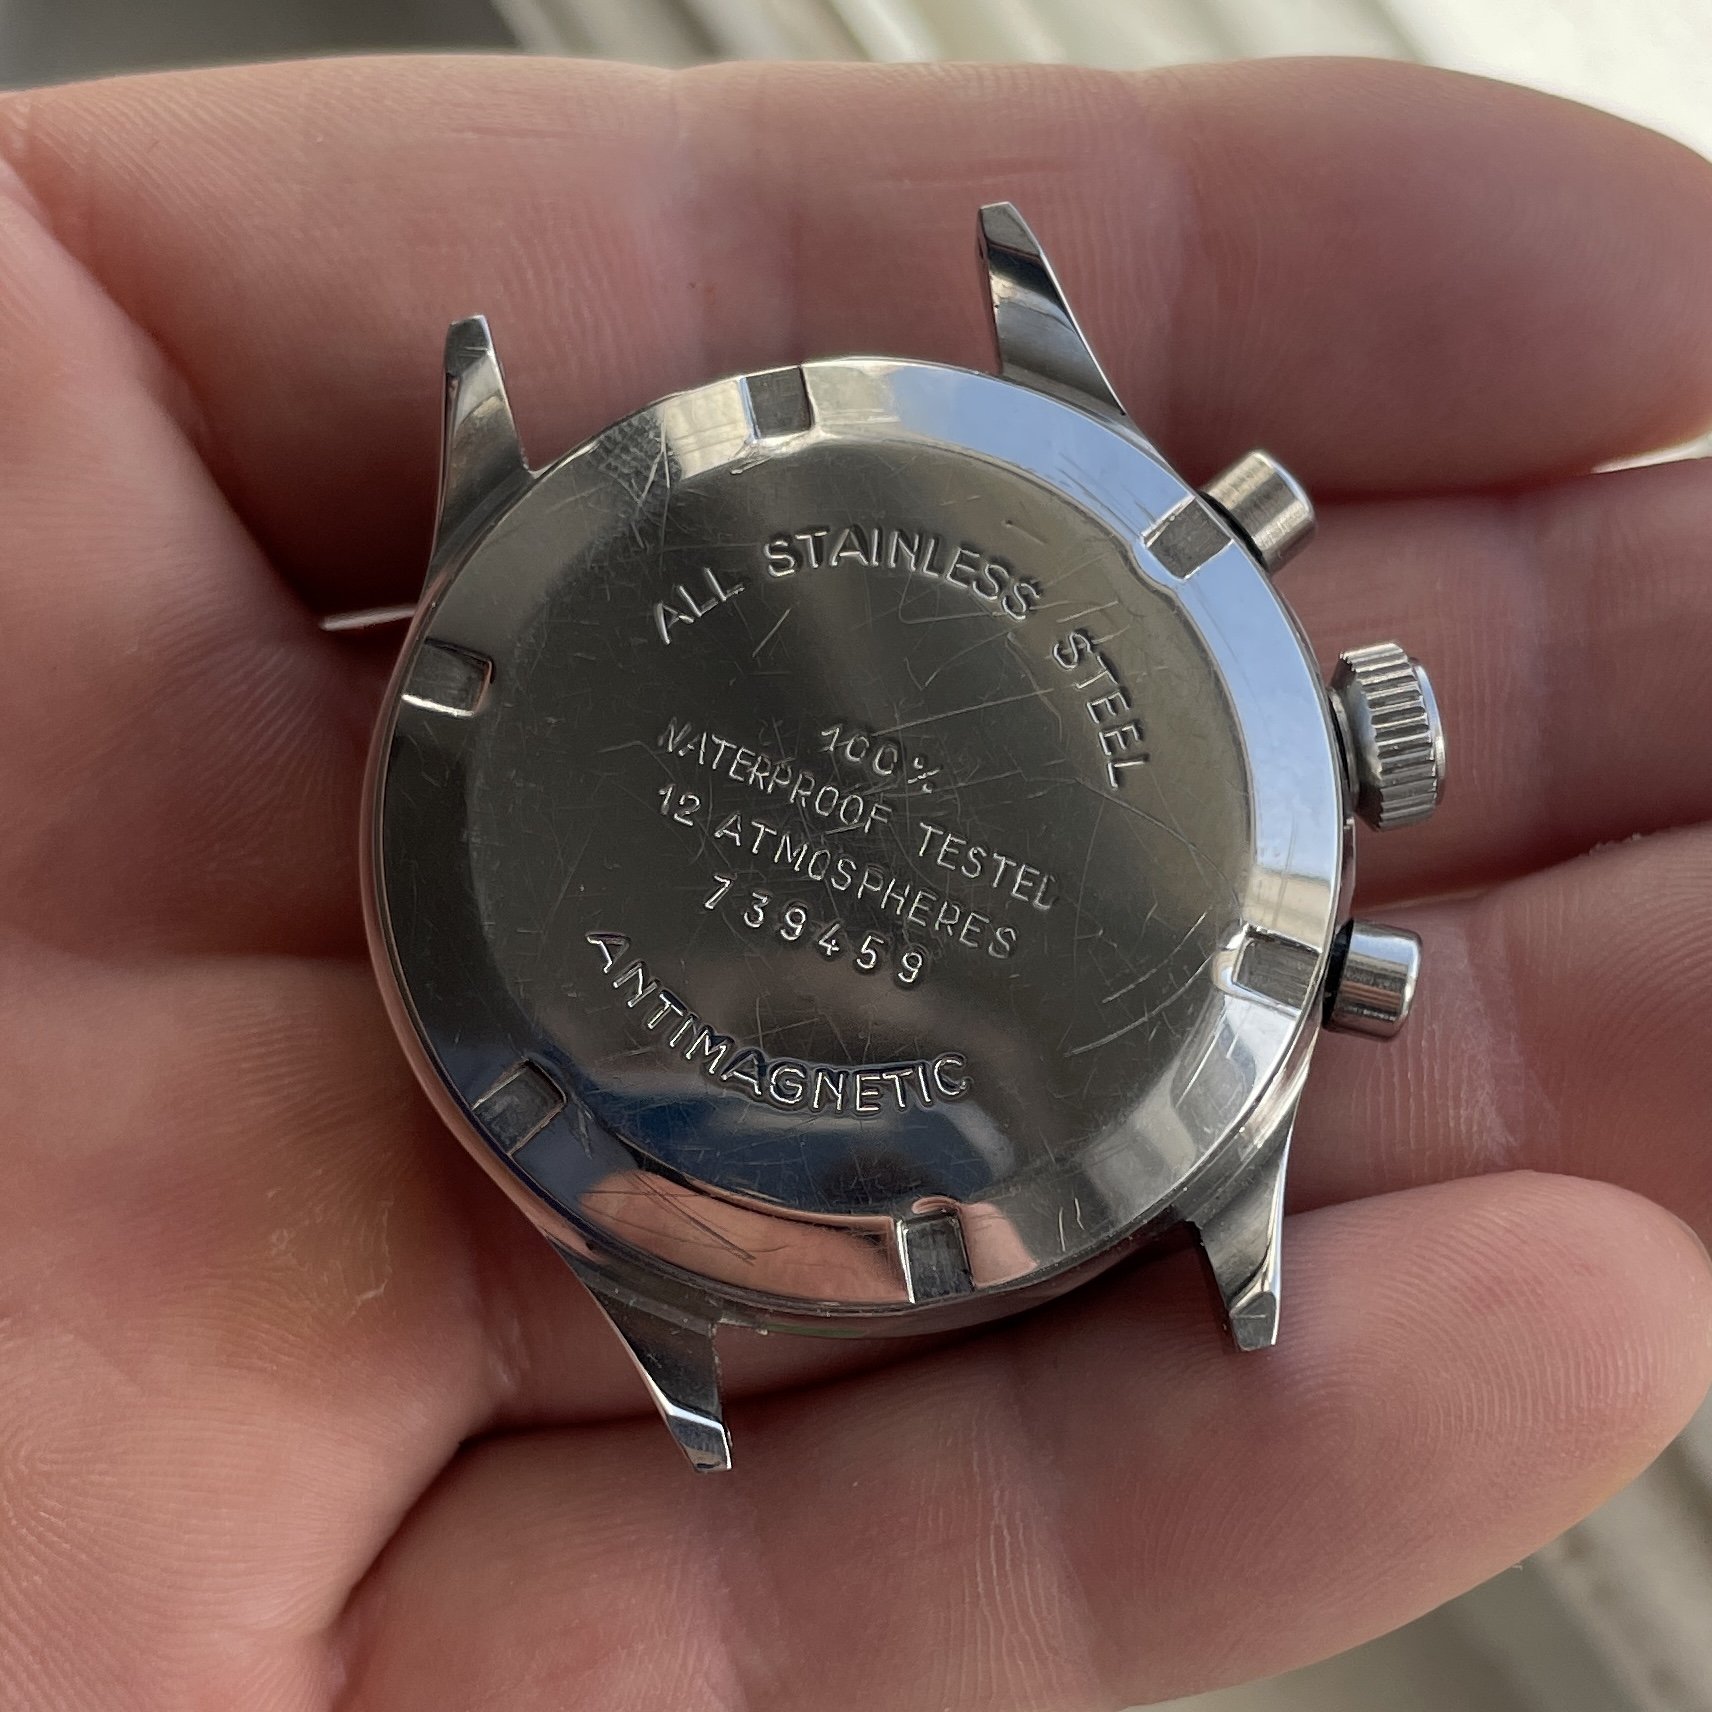 ALL STAINLESS STEEL
100%
WATERPROOF TESTED
12 ATMOSPHERES
739459
ANTIMAGNETIC